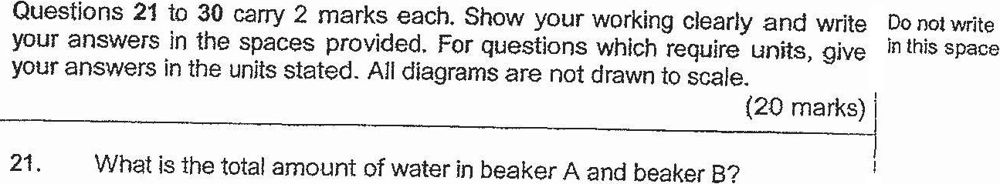 Questions 21 to 30 carry 2 marks each. Show your working clearly and write
your answers in the spaces provided. For questions which require units, give
your answers in the units stated. All diagrams are not drawn to scale.
(20 marks)
Do not write
in this space
21. What is the total amount of water in beaker A and beaker B?